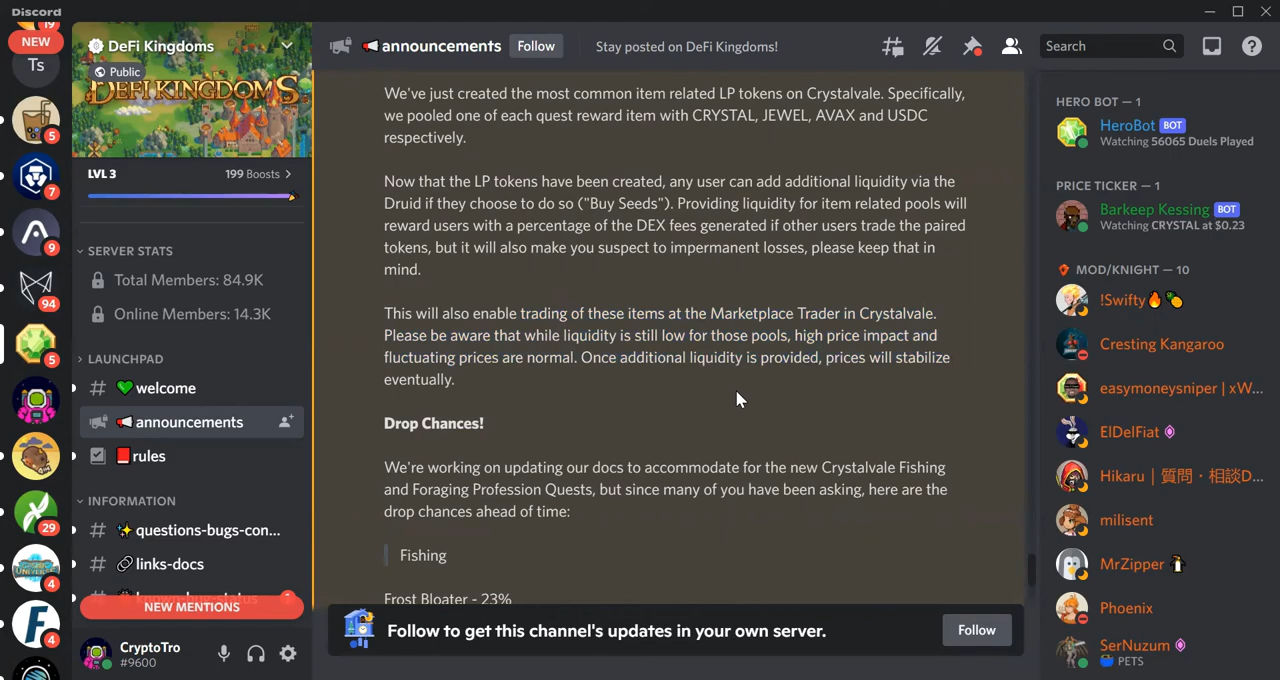 Discord
19
NEW
Ts
5
7
9
94
5
29
4
4
DeFi Kingdoms
Public
DEFI KINGDOMS
LVL 3
199 Boosts
SERVER STATS
Total Members: 84.9K
Online Members: 14.3K
LAUNCHPAD
welcome
announcements
rules
INFORMATION
questions-bugs-con...
links-docs
known-bug-status
1
NEW MENTIONS
CryptoTro
#9600
announcements
Follow
Stay posted on DeFi Kingdoms!
Search
We've just created the most common item related LP tokens on Crystalvale. Specifically,
we pooled one of each quest reward item with CRYSTAL, JEWEL, AVAX and USDC
respectively.
Now that the LP tokens have been created, any user can add additional liquidity via the
Druid if they choose to do so ("Buy Seeds"). Providing liquidity for item related pools will
reward users with a percentage of the DEX fees generated if other users trade the paired
tokens, but it will also make you suspect to impermanent losses, please keep that in
mind.
This will also enable trading of these items at the Marketplace Trader in Crystalvale.
Please be aware that while liquidity is still low for those pools, high price impact and
fluctuating prices are normal. Once additional liquidity is provided, prices will stabilize
eventually.
Drop Chances!
We're working on updating our docs to accommodate for the new Crystalvale Fishing
and Foraging Profession Quests, but since many of you have been asking, here are the
drop chances ahead of time:
Fishing
Frost Bloater - 23%
Follow to get this channel's updates in your own server.
Follow
HERO BOT — 1
HeroBot BOT
Watching 56065 Duels Played
PRICE TICKER — 1
Barkeep Kessing BOT
Watching CRYSTAL at $0.23
MOD/KNIGHT — 10
!Swifty🔥🍍
Cresting Kangaroo
easymoneysniper | xW...
ElDelFiat
Hikaru｜質問・相談D...
milisent
MrZipper
Phoenix
SerNuzum
PETS